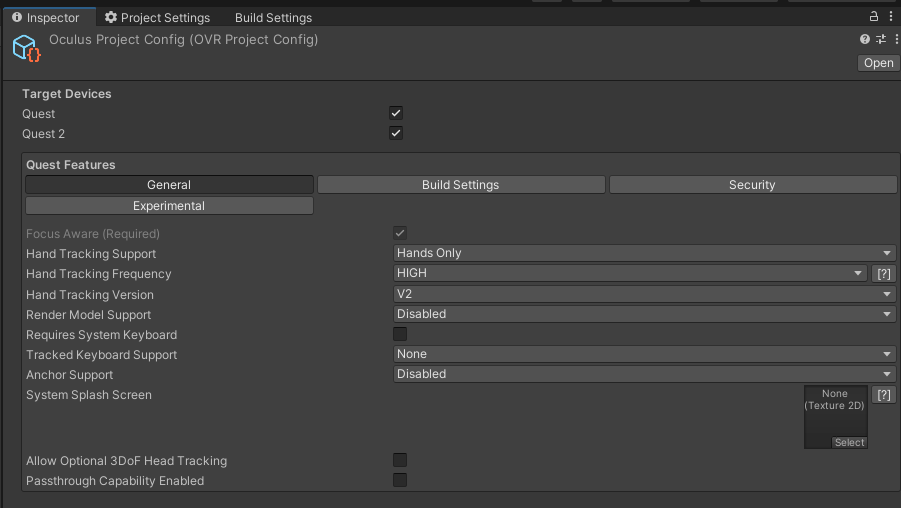 Inspector Project Settings Build Settings
Oculus Project Config (OVR Project Config)
Open
Target Devices
Quest
Quest 2
Quest Features
General Build Settings Security
Experimental
Focus Aware (Required)
Hand Tracking Support Hands Only
Hand Tracking Frequency HIGH [?]
Hand Tracking Version V2
Render Model Support Disabled
Requires System Keyboard
Tracked Keyboard Support None
Anchor Support Disabled
System Splash Screen None [?]
(Texture 2D)
Select
Allow Optional 3DoF Head Tracking
Passthrough Capability Enabled